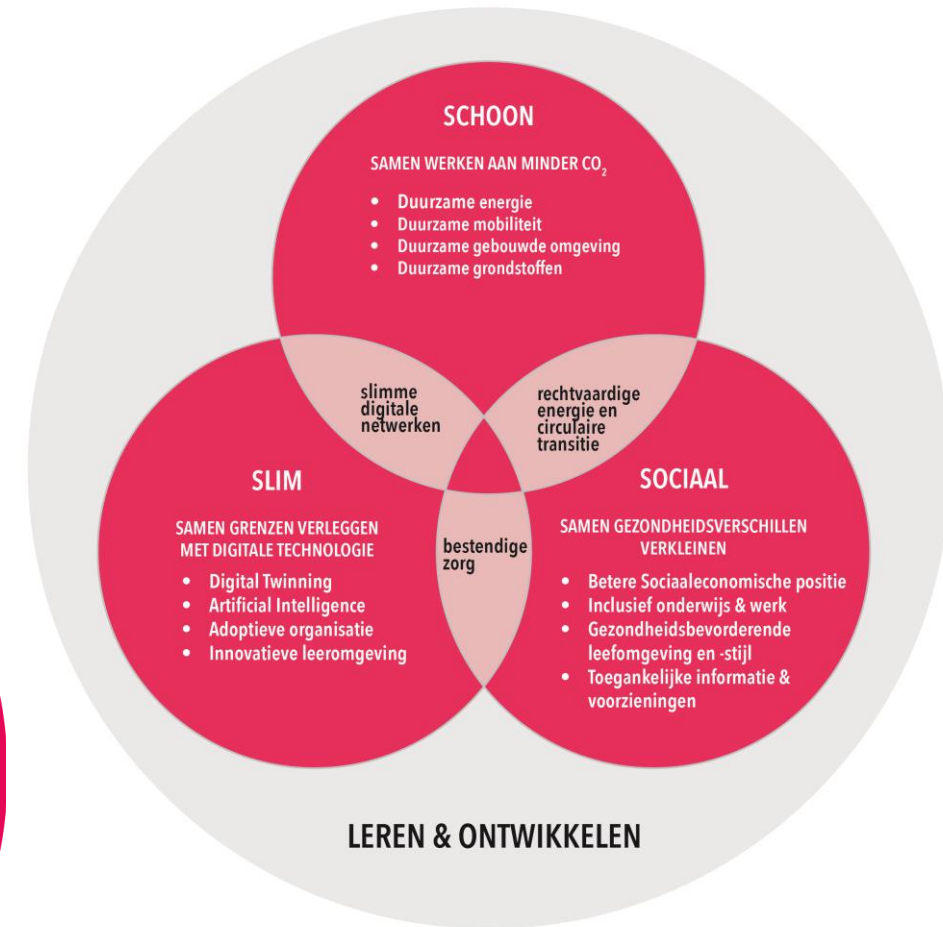 SCHOON
SAMEN WERKEN AAN MINDER CO₂
• Duurzame energie
• Duurzame mobiliteit
• Duurzame gebouwde omgeving
• Duurzame grondstoffen
slimme
digitale
netwerken
rechtvaardige
energie en
circulaire
transitie
SLIM
SAMEN GRENZEN VERLEGGEN
MET DIGITALE TECHNOLOGIE
• Digital Twinning
• Artificial Intelligence
• Adoptieve organisatie
• Innovatieve leeromgeving
bestendige
zorg
SOCIAAL
SAMEN GEZONDHEIDSVERSCHILLEN
VERKLEINEN
• Betere Sociaaleconomische positie
• Inclusief onderwijs & werk
• Gezondheidsbevorderende
leefomgeving en -stijl
• Toegankelijke informatie &
voorzieningen
LEREN & ONTWIKKELEN